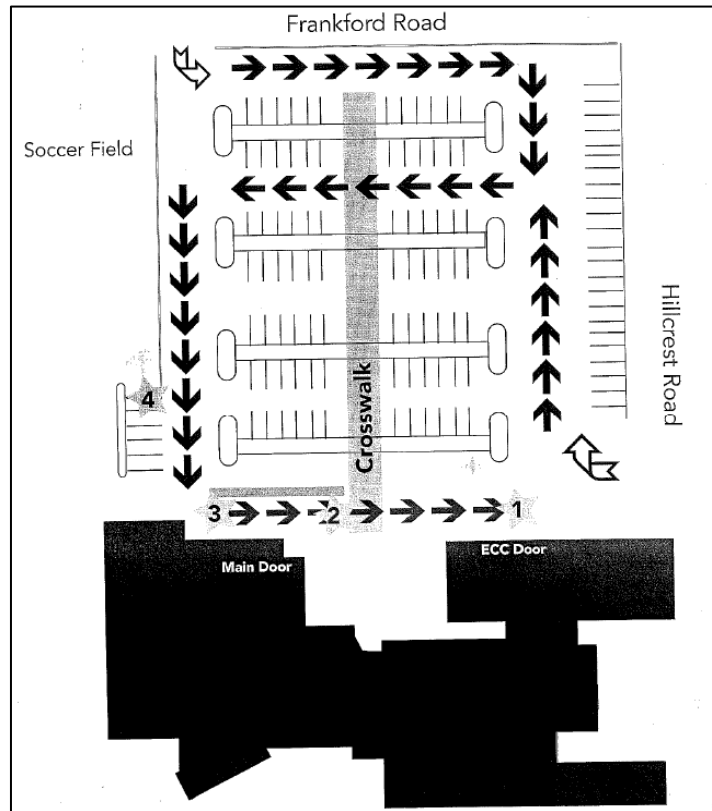 Frankford Road
Soccer Field
Hillcrest Road
Crosswalk
4
3
2
1
Main Door
ECC Door